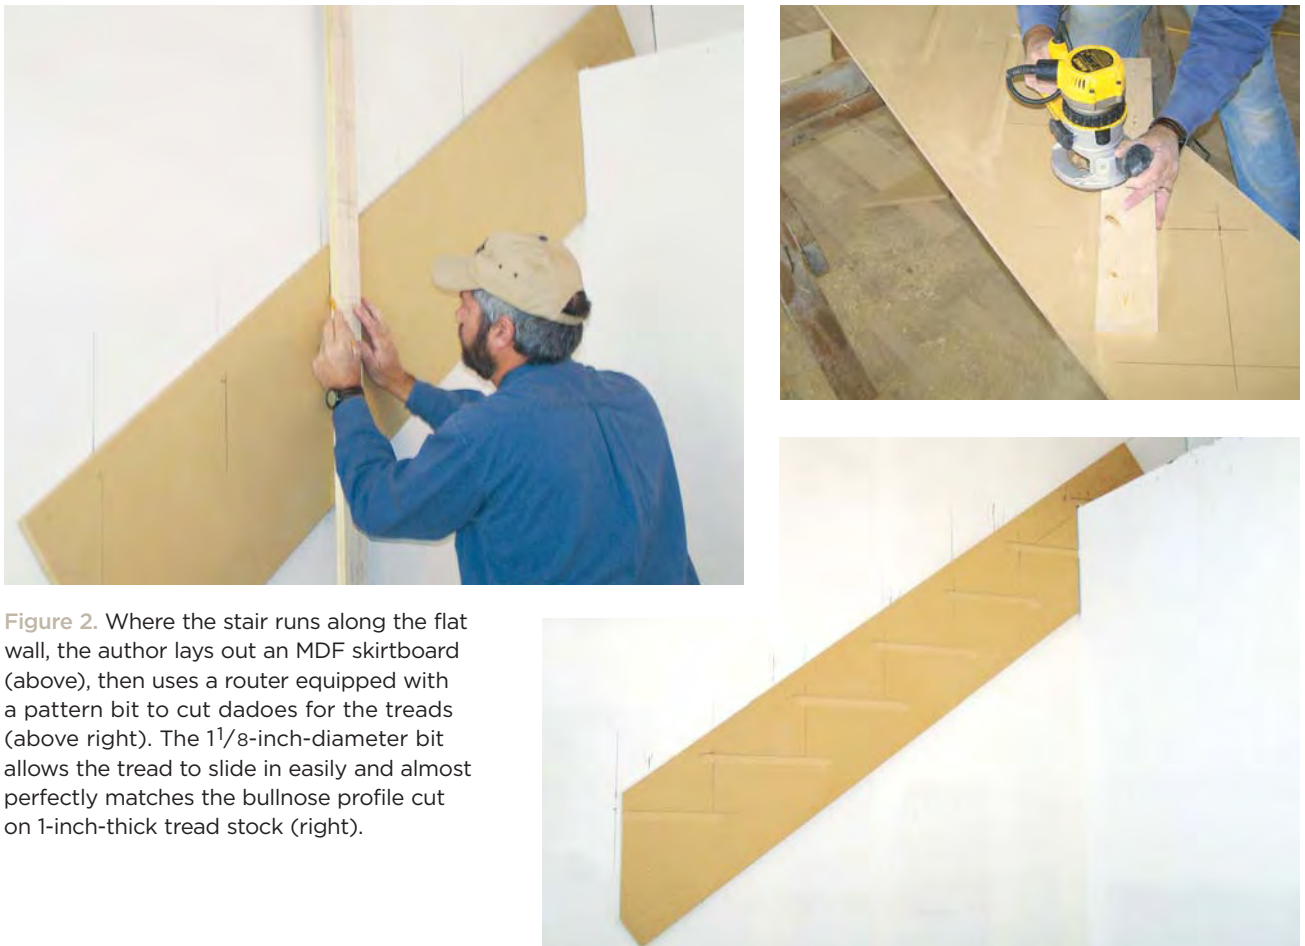 Figure 2. Where the stair runs along the flat
wall, the author lays out an MDF skirtboard
(above), then uses a router equipped with
a pattern bit to cut dadoes for the treads
(above right). The 1 1/8-inch-diameter bit
allows the tread to slide in easily and almost
perfectly matches the bullnose profile cut
on 1-inch-thick tread stock (right).